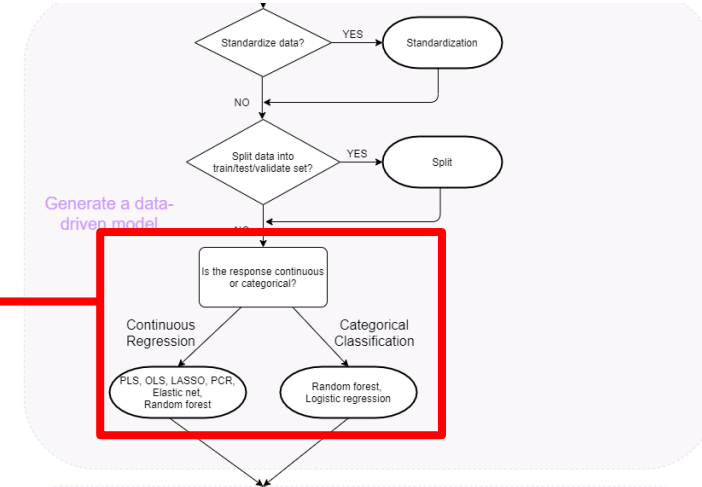 Standardize data?
YES
Standardization
NO
Split data into
train/test/validate set?
YES
Split
Generate a data-
driven model
NO
Is the response continuous
or categorical?
Continuous
Regression
Categorical
Classification
PLS, OLS, LASSO, PCR,
Elastic net,
Random forest
Random forest,
Logistic regression